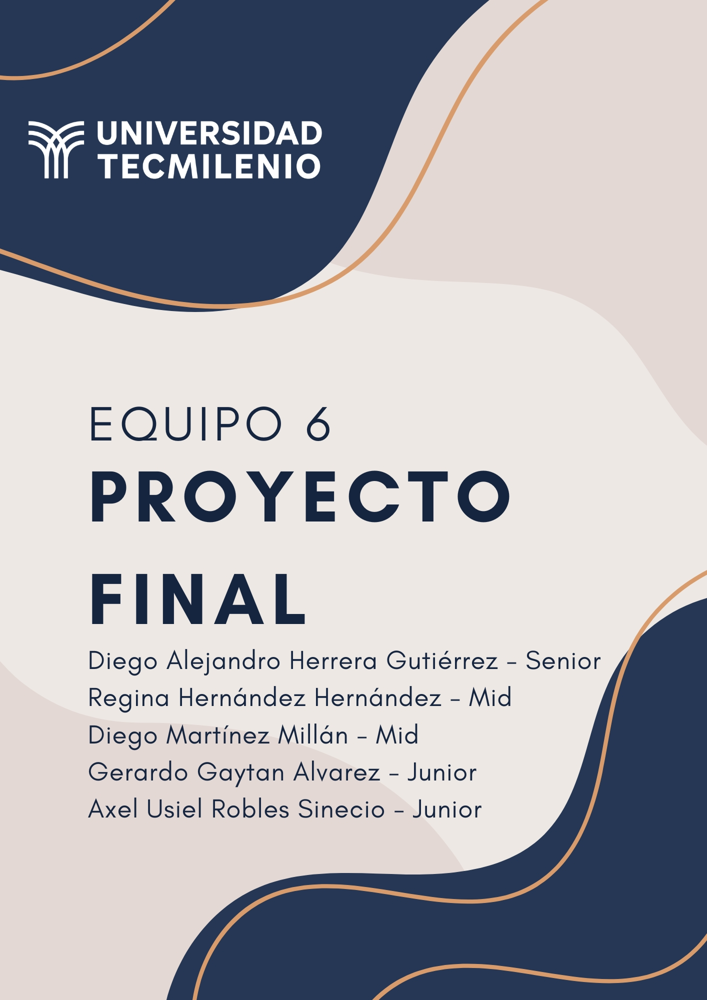 UNIVERSIDAD
TECMILENIO
EQUIPO 6
PROYECTO
FINAL
Diego Alejandro Herrera Gutiérrez - Senior
Regina Hernández Hernández - Mid
Diego Martínez Millán - Mid
Gerardo Gaytan Alvarez - Junior
Axel Usiel Robles Sinecio - Junior